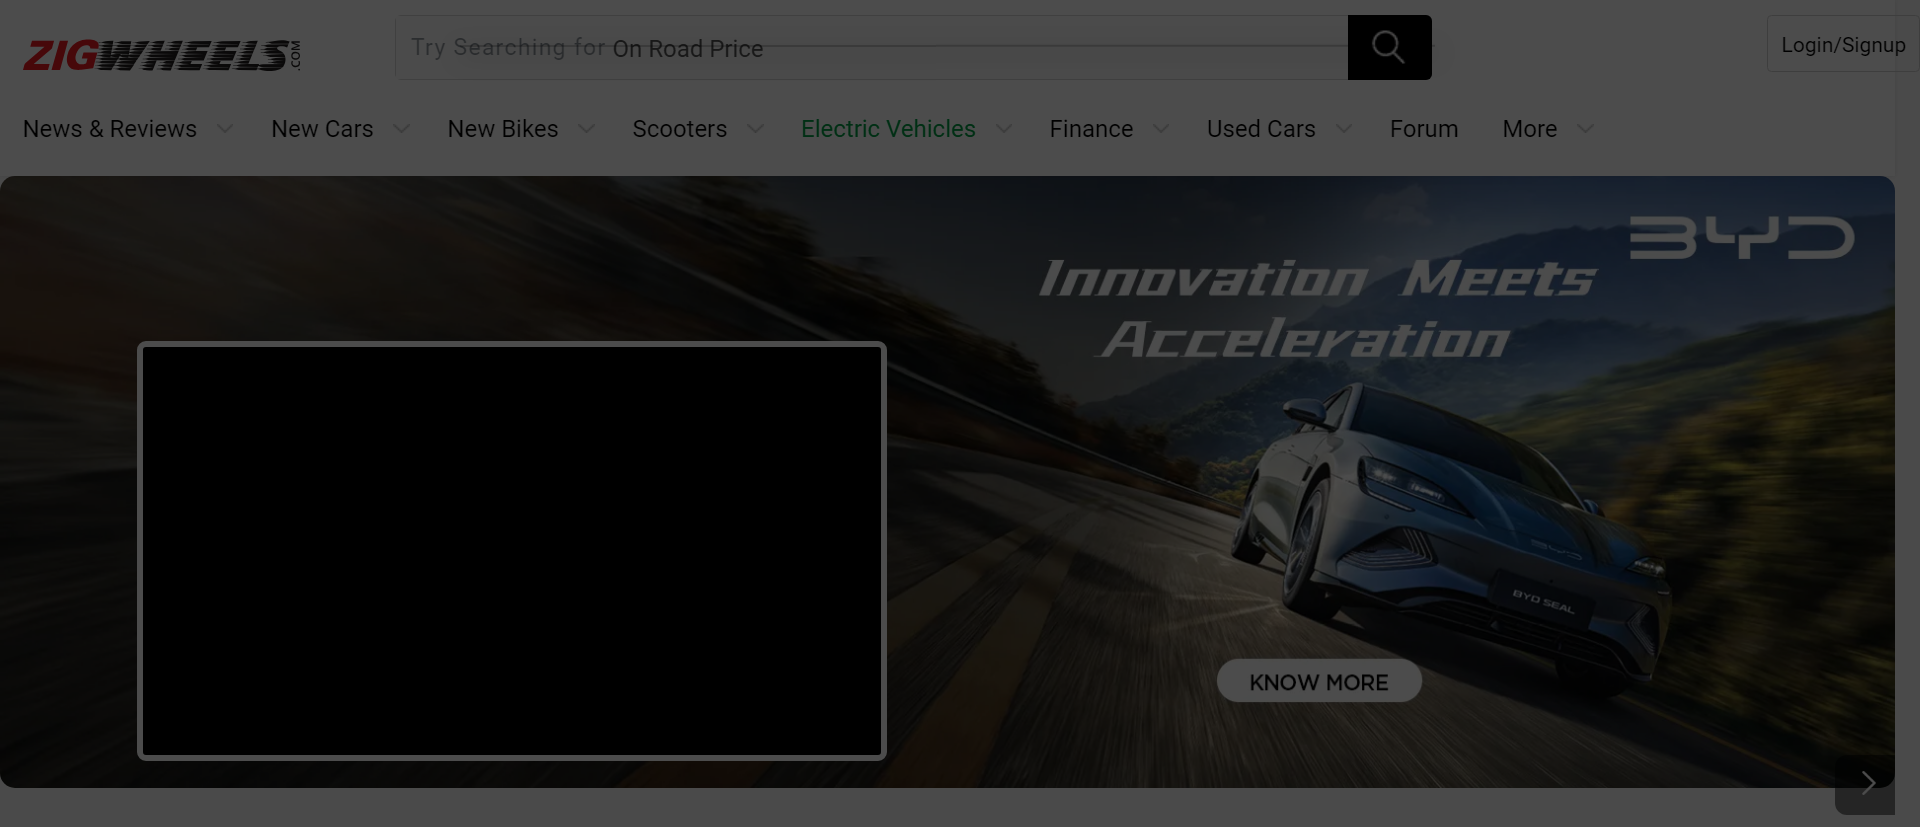 ZIGWHEELS.COM
Try Searching for On Road Price
Login/Signup
News & Reviews
New Cars
New Bikes
Scooters
Electric Vehicles
Finance
Used Cars
Forum
More
BYD
Innovation Meets
Acceleration
BYD
BYD SEAL
KNOW MORE